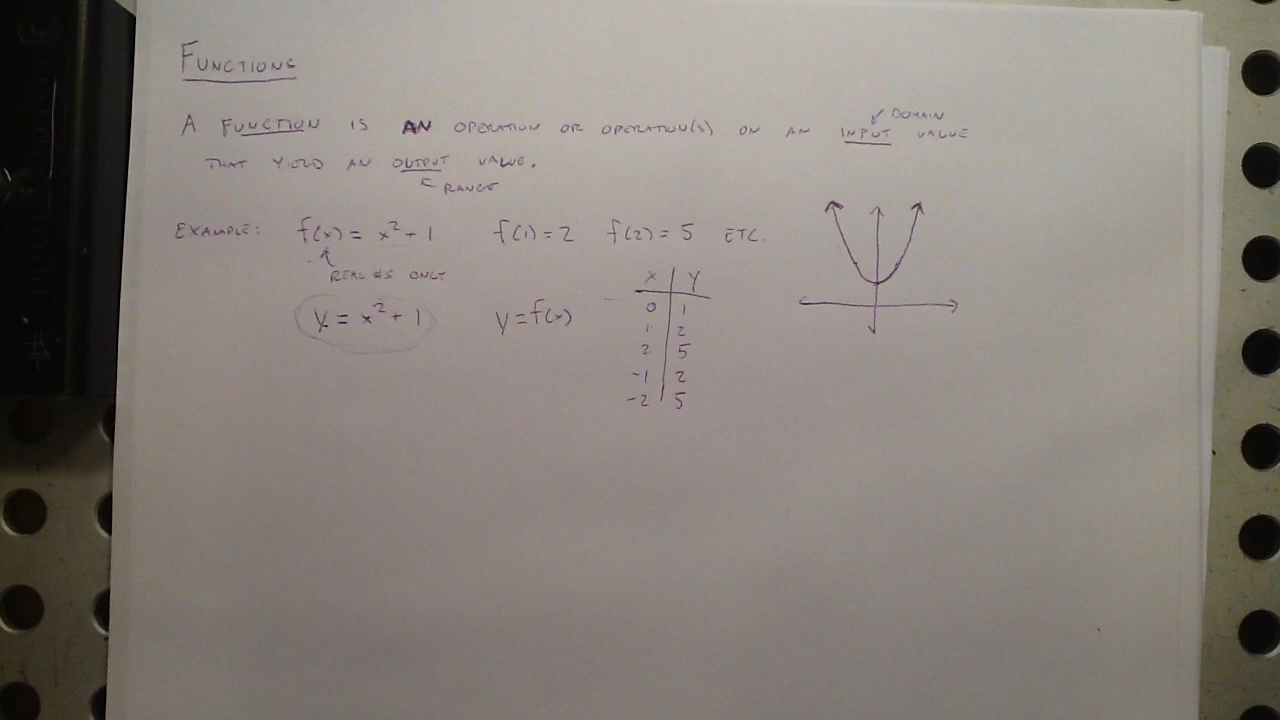 FUNCTIONS
DOMAIN
A FUNCTION IS AN OPERATION OR OPERATION(S) ON AN INPUT VALUE
THAT YIELD AN OUTPUT VALUE.
RANGE
EXAMPLE: f(x) = x² + 1 f(1) = 2 f(2) = 5 ETC.
REAL #S ONLY
y = x² + 1 y = f(x)
X Y
0 1
1 2
2 5
-1 2
-2 5